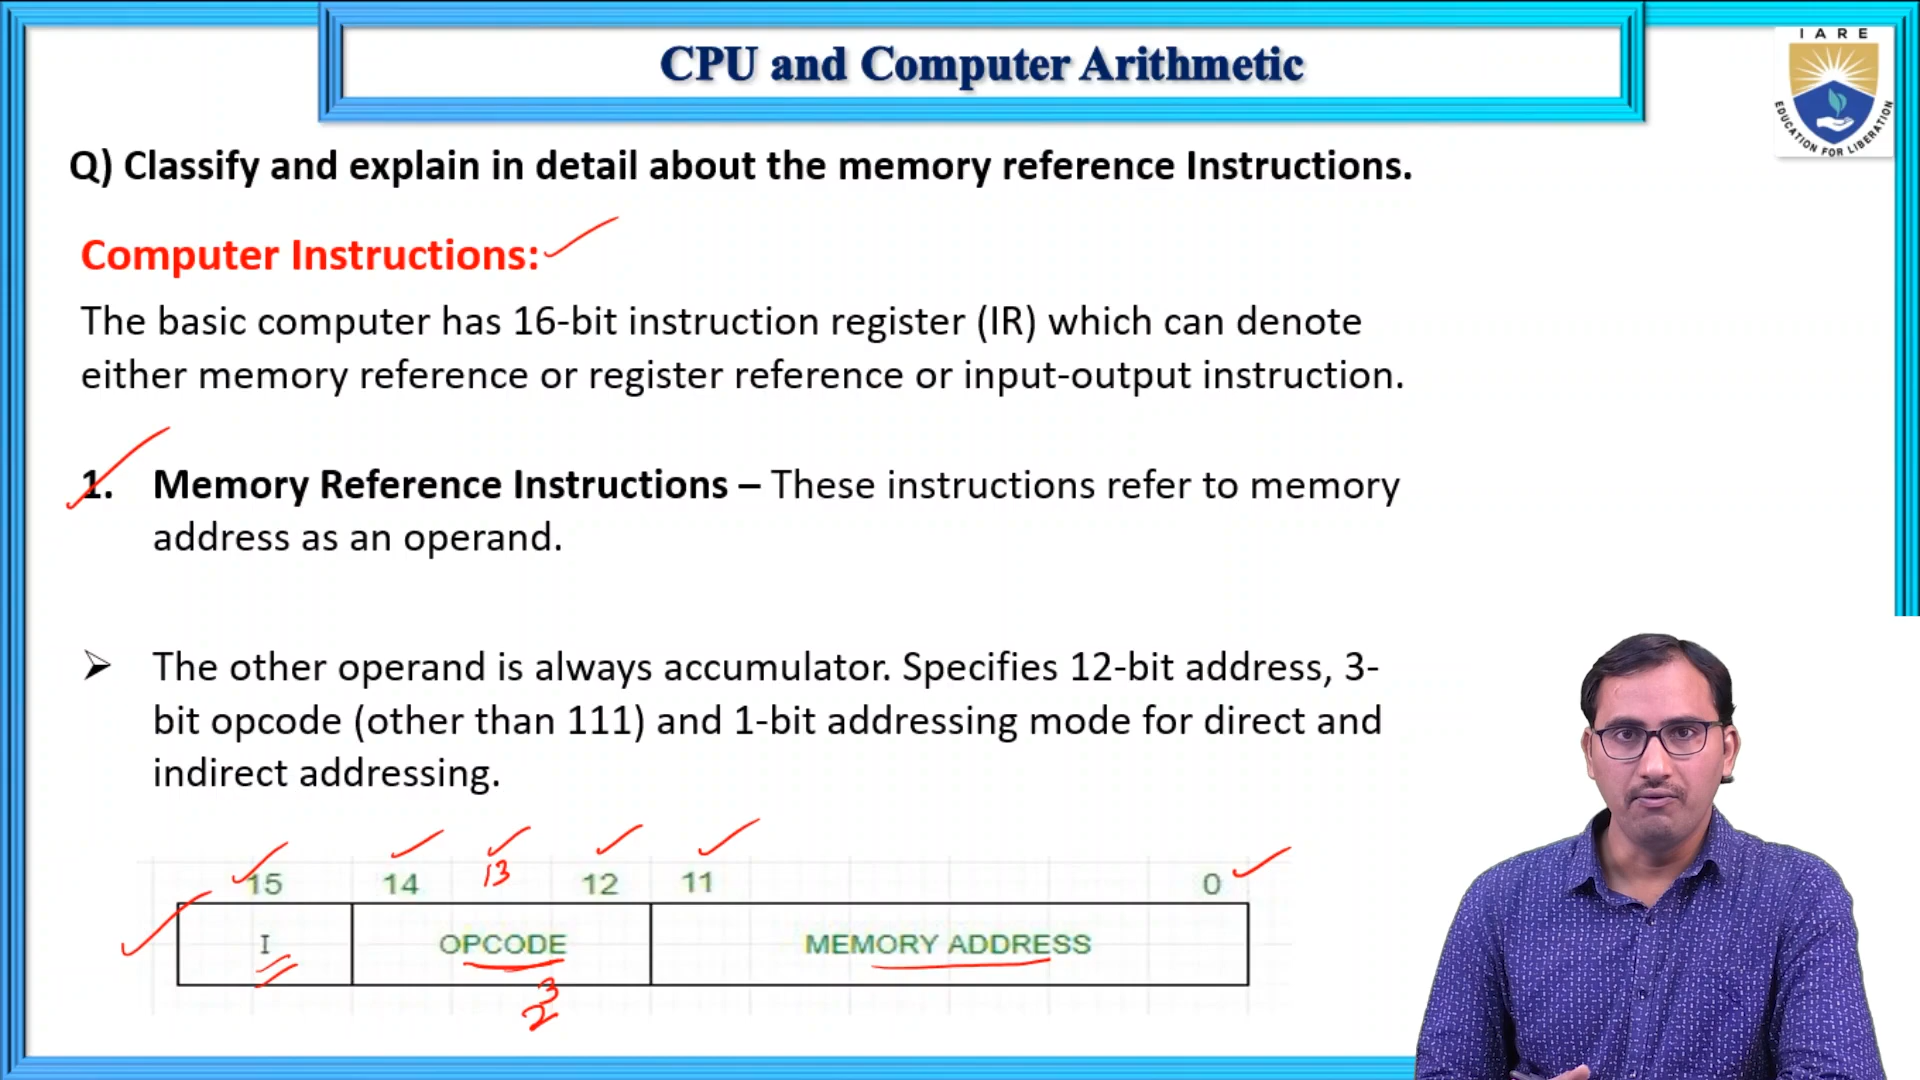 CPU and Computer Arithmetic
I A R E
EDUCATION FOR LIBERATION
Q) Classify and explain in detail about the memory reference Instructions.
Computer Instructions:
The basic computer has 16-bit instruction register (IR) which can denote
either memory reference or register reference or input-output instruction.
1. Memory Reference Instructions – These instructions refer to memory
address as an operand.
➢ The other operand is always accumulator. Specifies 12-bit address, 3-
bit opcode (other than 111) and 1-bit addressing mode for direct and
indirect addressing.
15 14 13 12 11 0
I OPCODE MEMORY ADDRESS
3
2